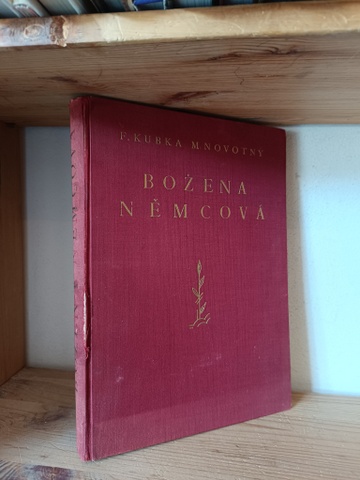 F. KUBKA M. NOVOTNY
BOŽENA
NĚMCOVÁ